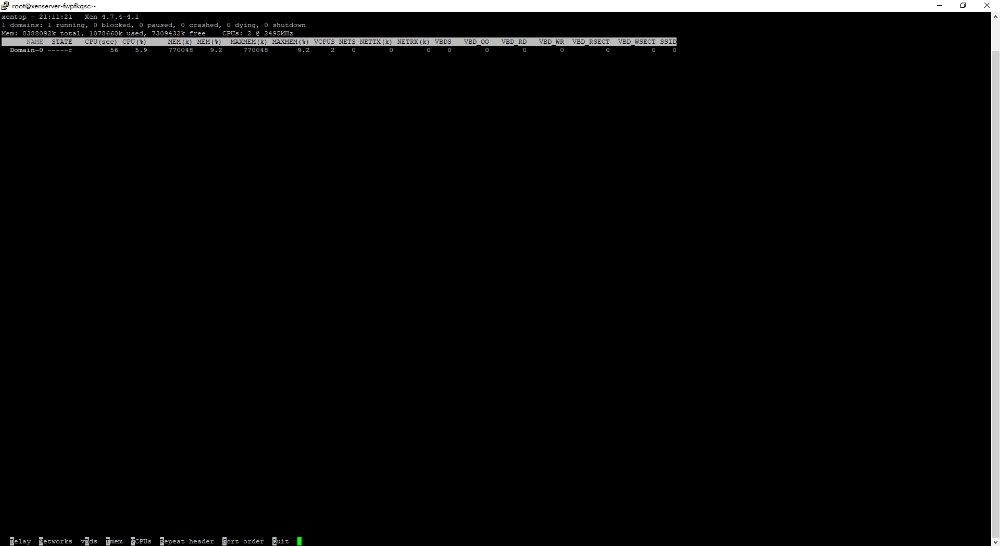 root@xenserver-fwpfkqsc:~
xentop - 21:11:21   Xen 4.7.4-4.1
1 domains: 1 running, 0 blocked, 0 paused, 0 crashed, 0 dying, 0 shutdown
Mem: 8388092k total, 1078660k used, 7309432k free    CPUs: 2 @ 2495MHz
NAME  STATE   CPU(sec) CPU(%)     MEM(k) MEM(%)  MAXMEM(k) MAXMEM(%) VCPUS NETS NETTX(k) NETRX(k) VBDS   VBD_OO   VBD_RD   VBD_WR  VBD_RSECT  VBD_WSECT SSID
Domain-0 -----r         56    5.9     770048    9.2     770048       9.2     2    0        0        0    0        0        0        0          0          0    0
Delay  Networks  vBds  Tmem  VCPUs  Repeat header  Sort order  Quit